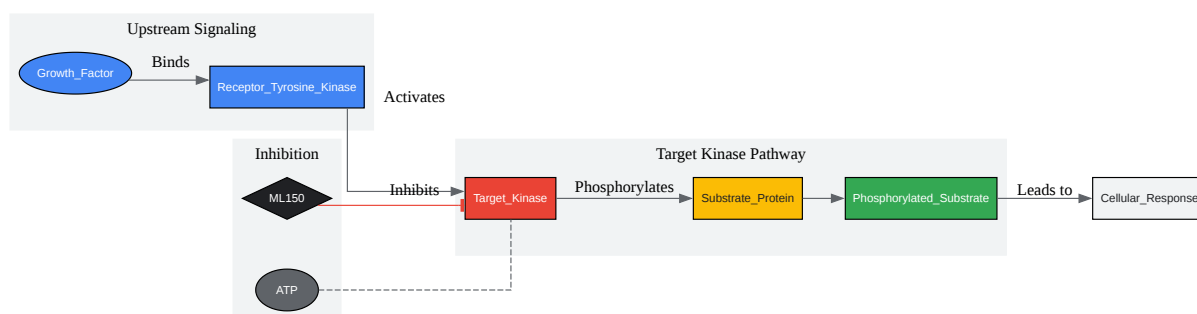 Upstream Signaling
Growth_Factor
Binds
Receptor_Tyrosine_Kinase
Activates
Inhibition
ML150
Inhibits
ATP
Target Kinase Pathway
Target_Kinase
Phosphorylates
Substrate_Protein
Phosphorylated_Substrate
Leads to
Cellular_Response